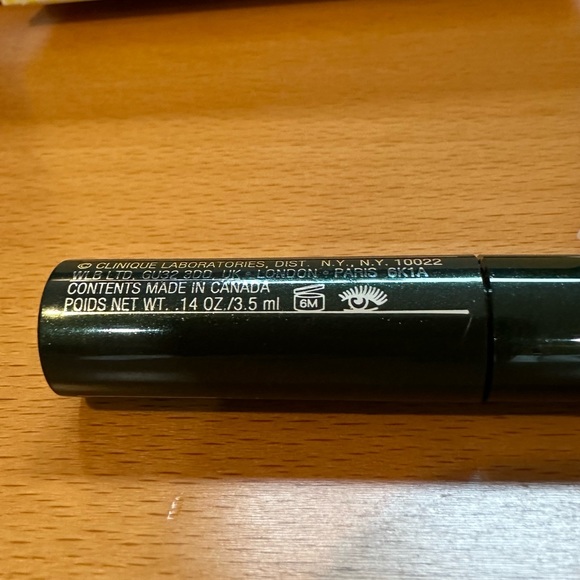 © CLINIQUE LABORATORIES, DIST. N.Y., N.Y. 10022
WLB LTD. GU32 3DD, UK • LONDON • PARIS 6K1A
CONTENTS MADE IN CANADA
POIDS NET WT. .14 OZ./3.5 ml 6M